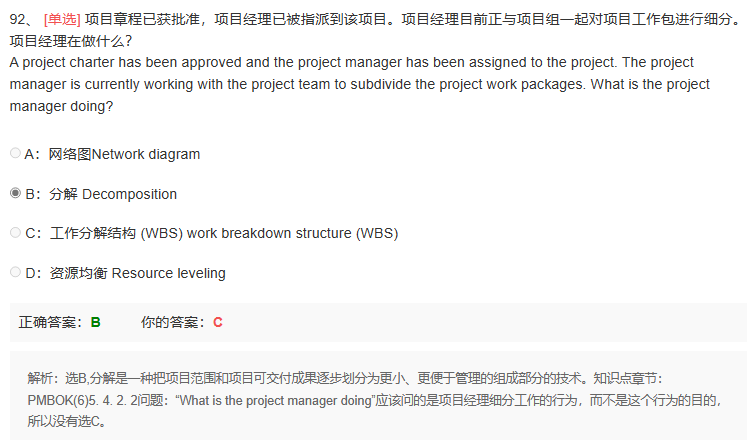 92、 [单选] 项目章程已获批准，项目经理已被指派到该项目。项目经理目前正与项目组一起对项目工作包进行细分。
项目经理在做什么？
A project charter has been approved and the project manager has been assigned to the project. The project
manager is currently working with the project team to subdivide the project work packages. What is the project
manager doing?
A：网络图Network diagram
B：分解 Decomposition
C：工作分解结构 (WBS) work breakdown structure (WBS)
D：资源均衡 Resource leveling
正确答案：B 你的答案：C
解析：选B,分解是一种把项目范围和项目可交付成果逐步划分为更小、更便于管理的组成部分的技术。知识点章节：
PMBOK(6)5. 4. 2. 2问题：“What is the project manager doing”应该问的是项目经理细分工作的行为，而不是这个行为的目的，
所以没有选C。